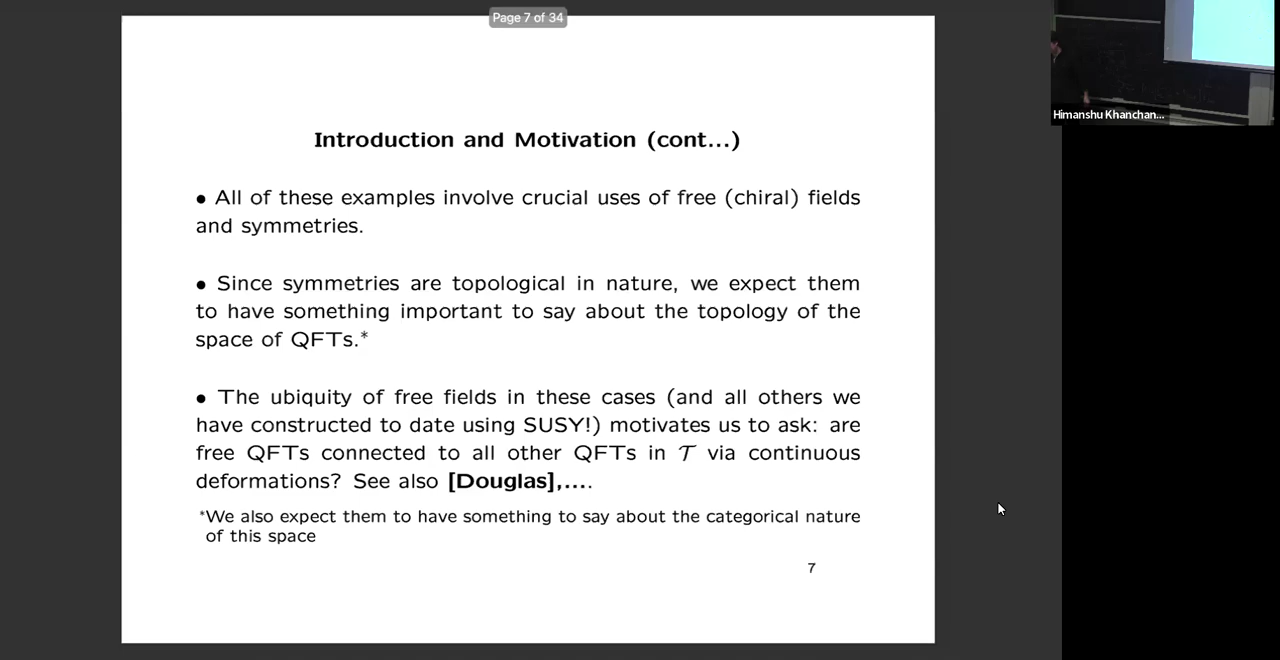 Page 7 of 34
Himanshu Khanchan...
Introduction and Motivation (cont...)
• All of these examples involve crucial uses of free (chiral) fields
and symmetries.
• Since symmetries are topological in nature, we expect them
to have something important to say about the topology of the
space of QFTs.*
• The ubiquity of free fields in these cases (and all others we
have constructed to date using SUSY!) motivates us to ask: are
free QFTs connected to all other QFTs in 𝒯 via continuous
deformations? See also [Douglas],....
*We also expect them to have something to say about the categorical nature
of this space
7